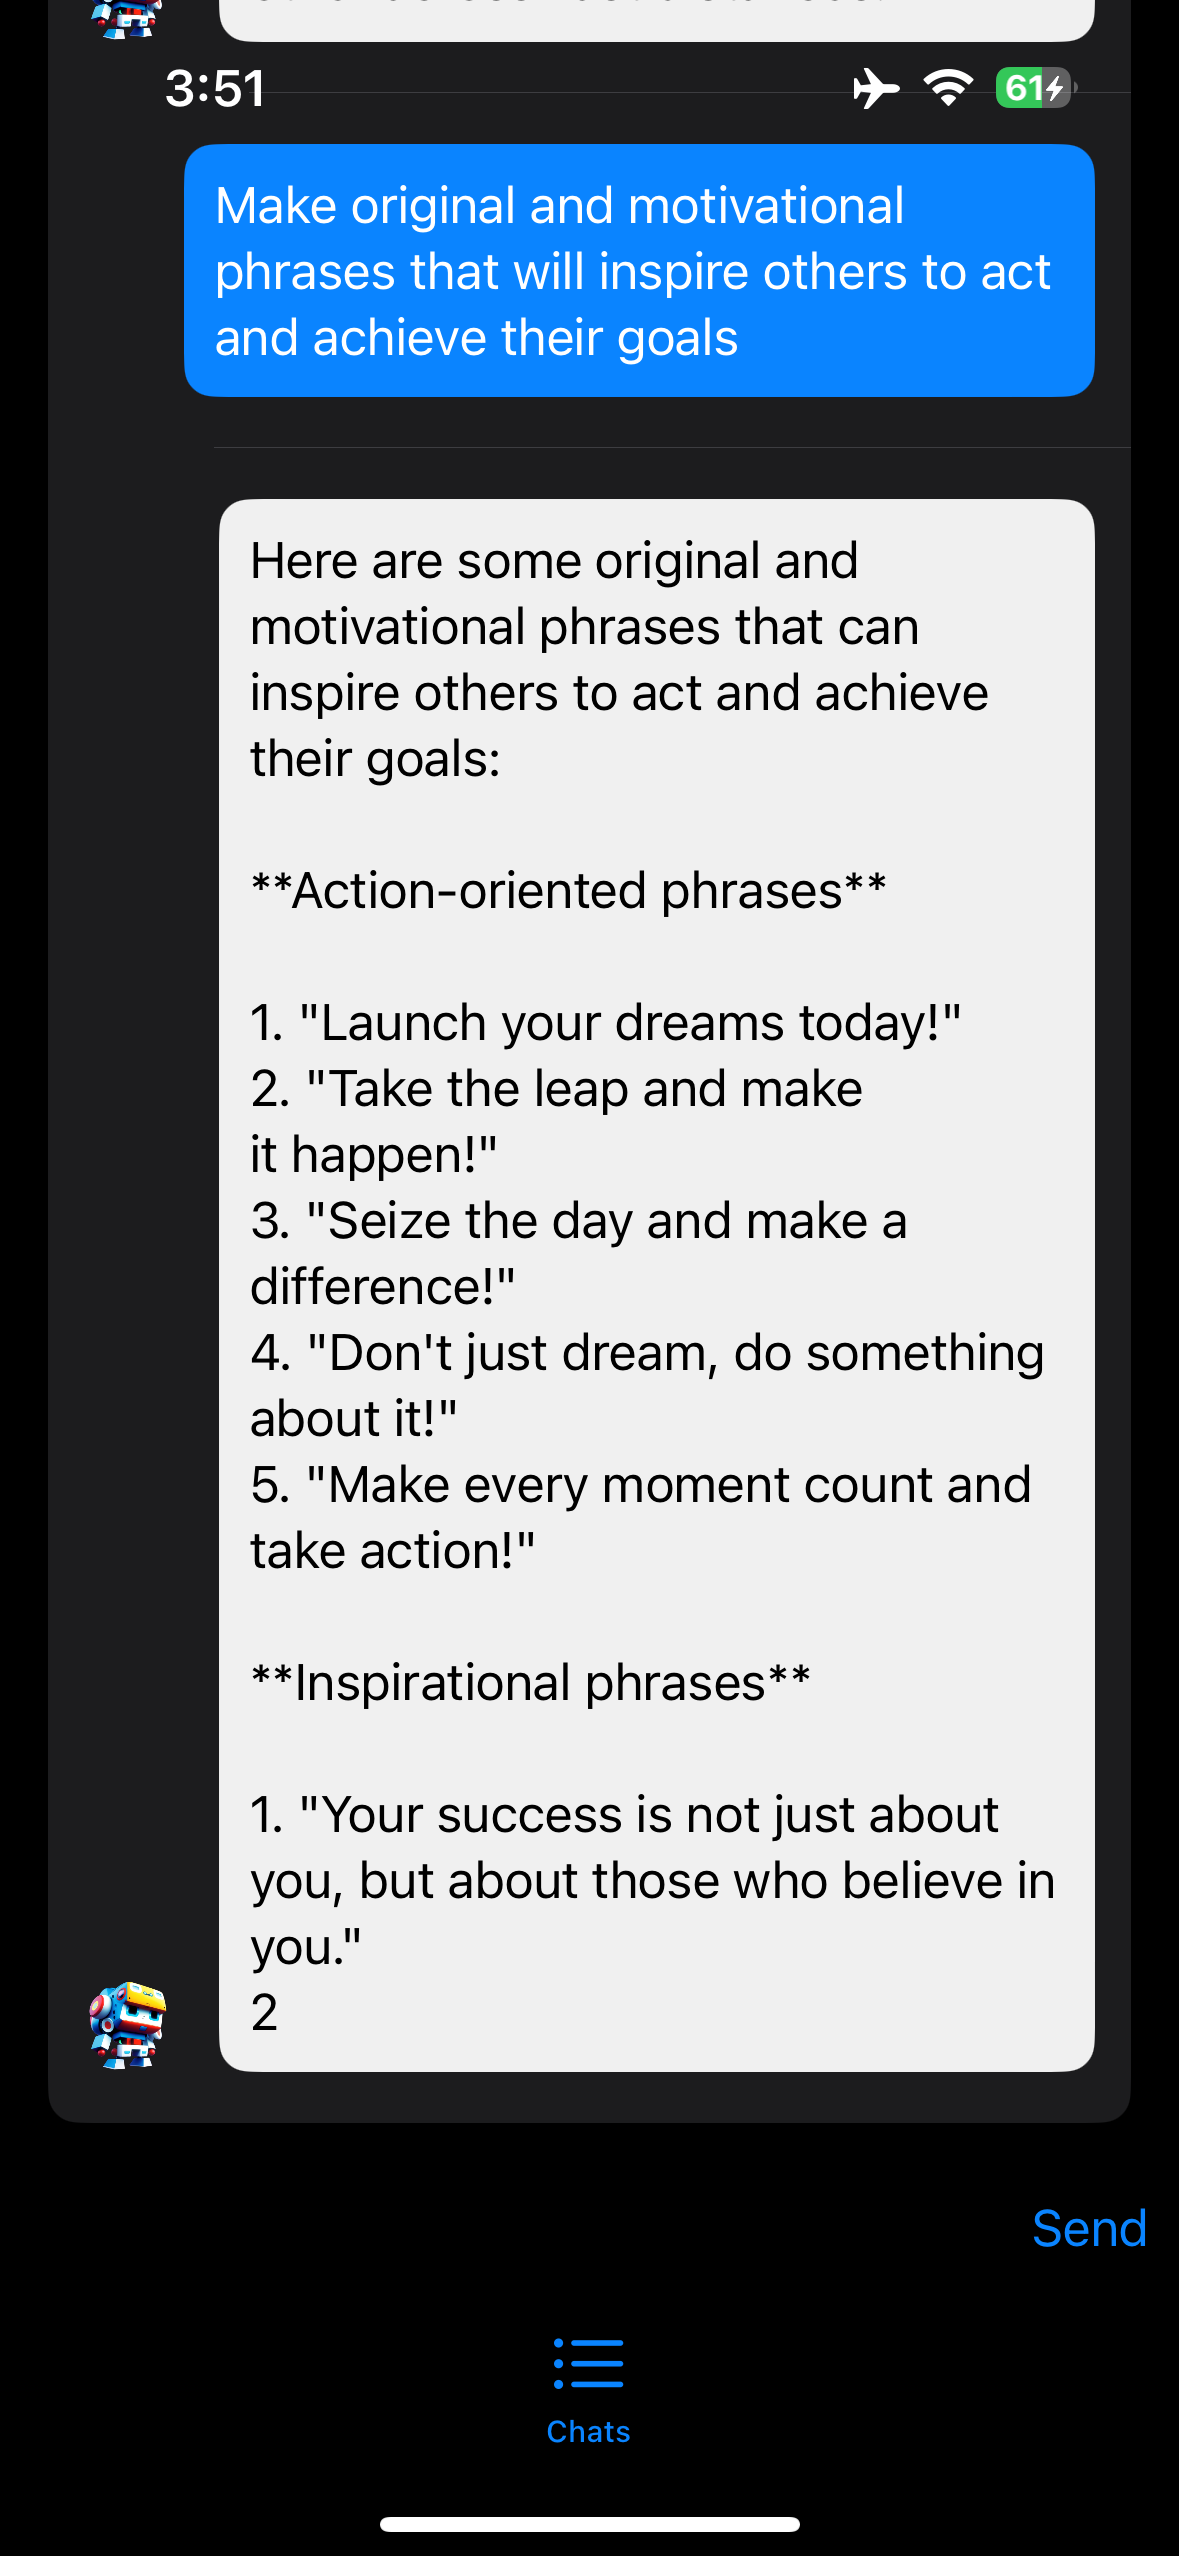 3:51
61
Make original and motivational
phrases that will inspire others to act
and achieve their goals
Here are some original and
motivational phrases that can
inspire others to act and achieve
their goals:
**Action-oriented phrases**
1. "Launch your dreams today!"
2. "Take the leap and make
it happen!"
3. "Seize the day and make a
difference!"
4. "Don't just dream, do something
about it!"
5. "Make every moment count and
take action!"
**Inspirational phrases**
1. "Your success is not just about
you, but about those who believe in
you."
2
Send
Chats